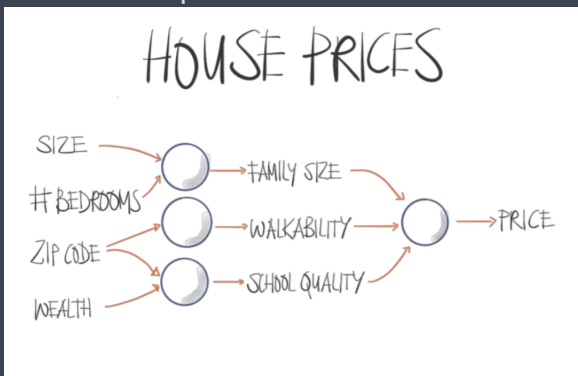 HOUSE PRICES
SIZE
# BEDROOMS
ZIP CODE
WEALTH
FAMILY SIZE
WALKABILITY
SCHOOL QUALITY
PRICE